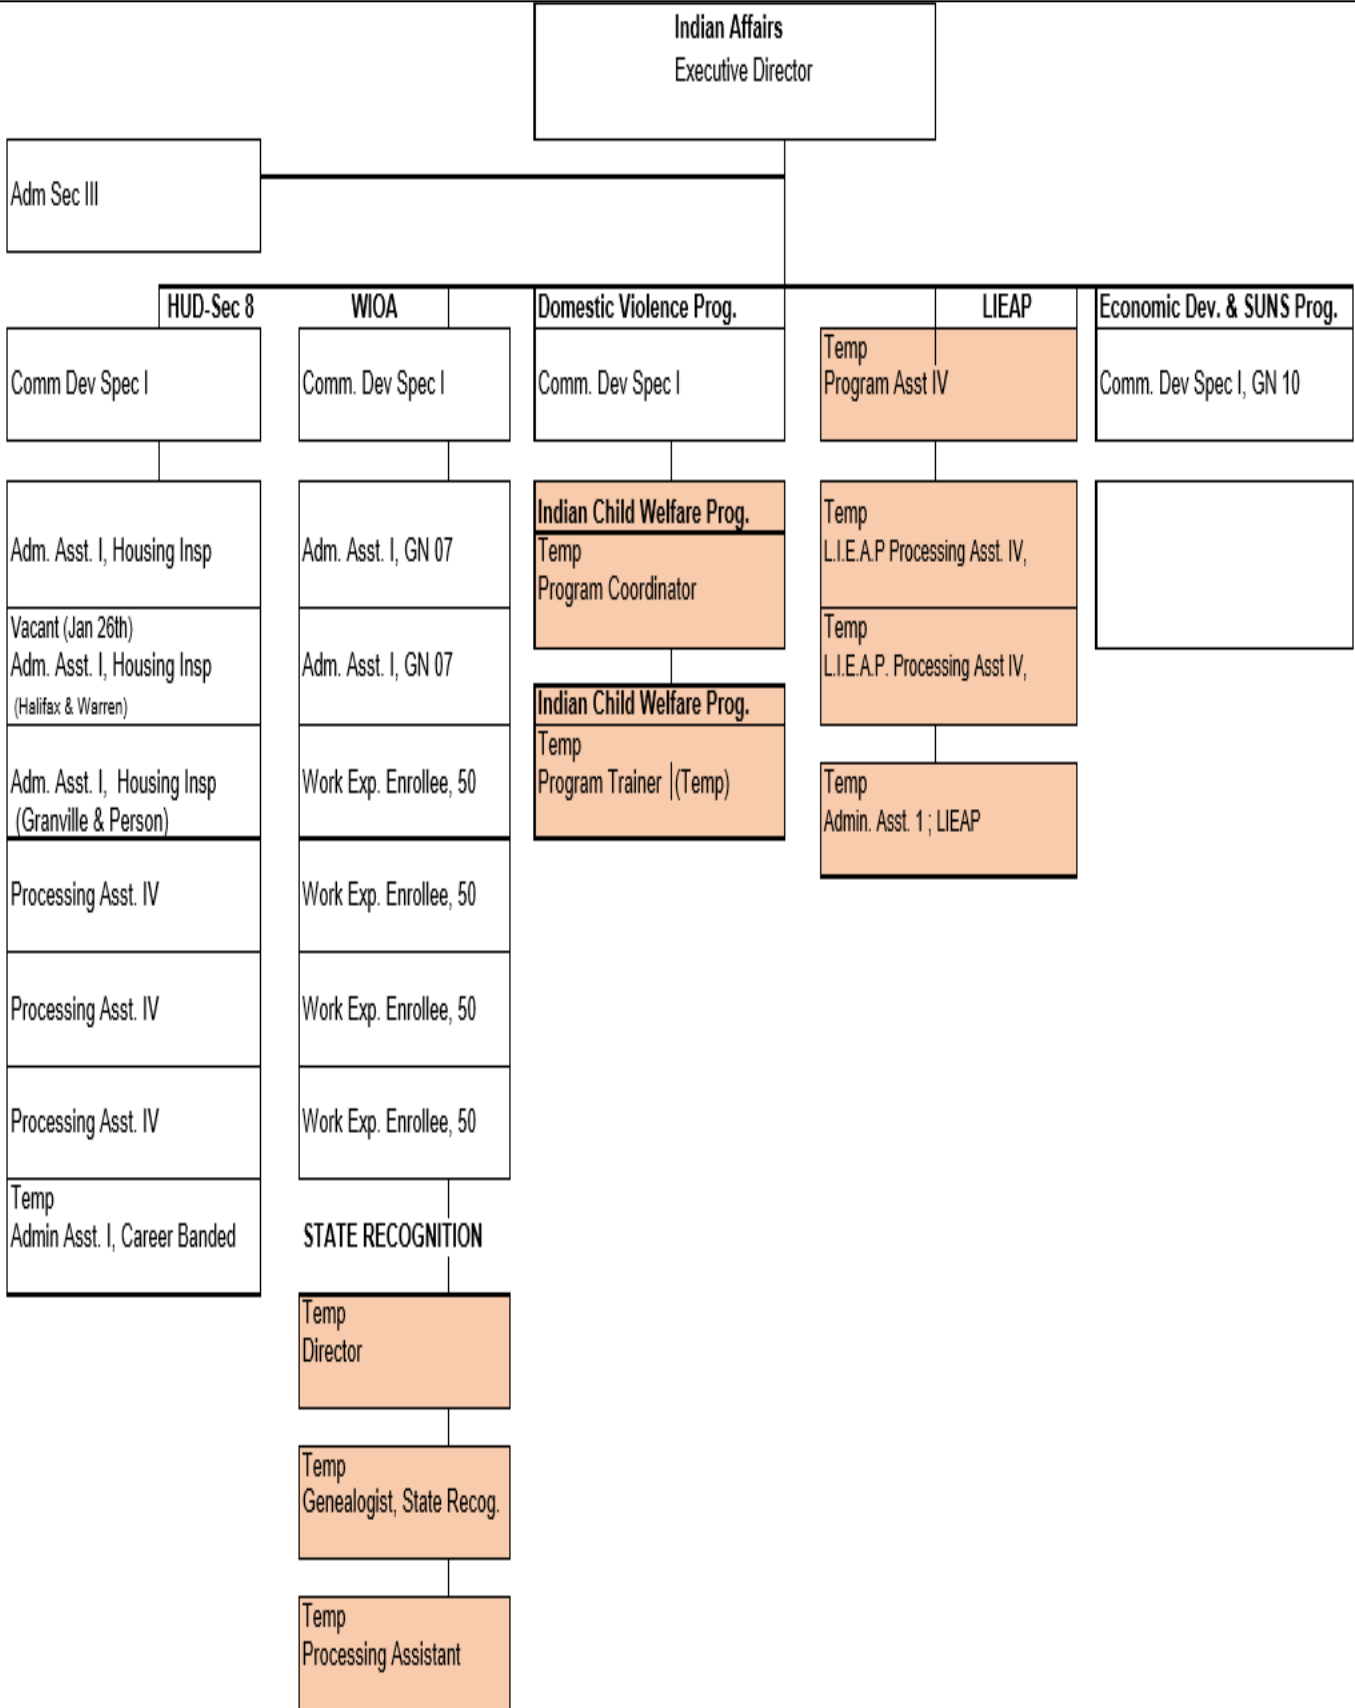 Indian Affairs
Executive Director
Adm Sec III
HUD-Sec 8
Comm Dev Spec I
Adm. Asst. I, Housing Insp
Vacant (Jan 26th)
Adm. Asst. I, Housing Insp
(Halifax & Warren)
Adm. Asst. I, Housing Insp
(Granville & Person)
Processing Asst. IV
Processing Asst. IV
Processing Asst. IV
Temp
Admin Asst. I, Career Banded
WIOA
Comm. Dev Spec I
Adm. Asst. I, GN 07
Adm. Asst. I, GN 07
Work Exp. Enrollee, 50
Work Exp. Enrollee, 50
Work Exp. Enrollee, 50
Work Exp. Enrollee, 50
STATE RECOGNITION
Temp
Director
Temp
Genealogist, State Recog.
Temp
Processing Assistant
Domestic Violence Prog.
Comm. Dev Spec I
Indian Child Welfare Prog.
Temp
Program Coordinator
Indian Child Welfare Prog.
Temp
Program Trainer |(Temp)
LIEAP
Temp
Program Asst IV
Temp
L.I.E.A.P Processing Asst. IV,
Temp
L.I.E.A.P. Processing Asst IV,
Temp
Admin. Asst. 1 ; LIEAP
Economic Dev. & SUNS Prog.
Comm. Dev Spec I, GN 10